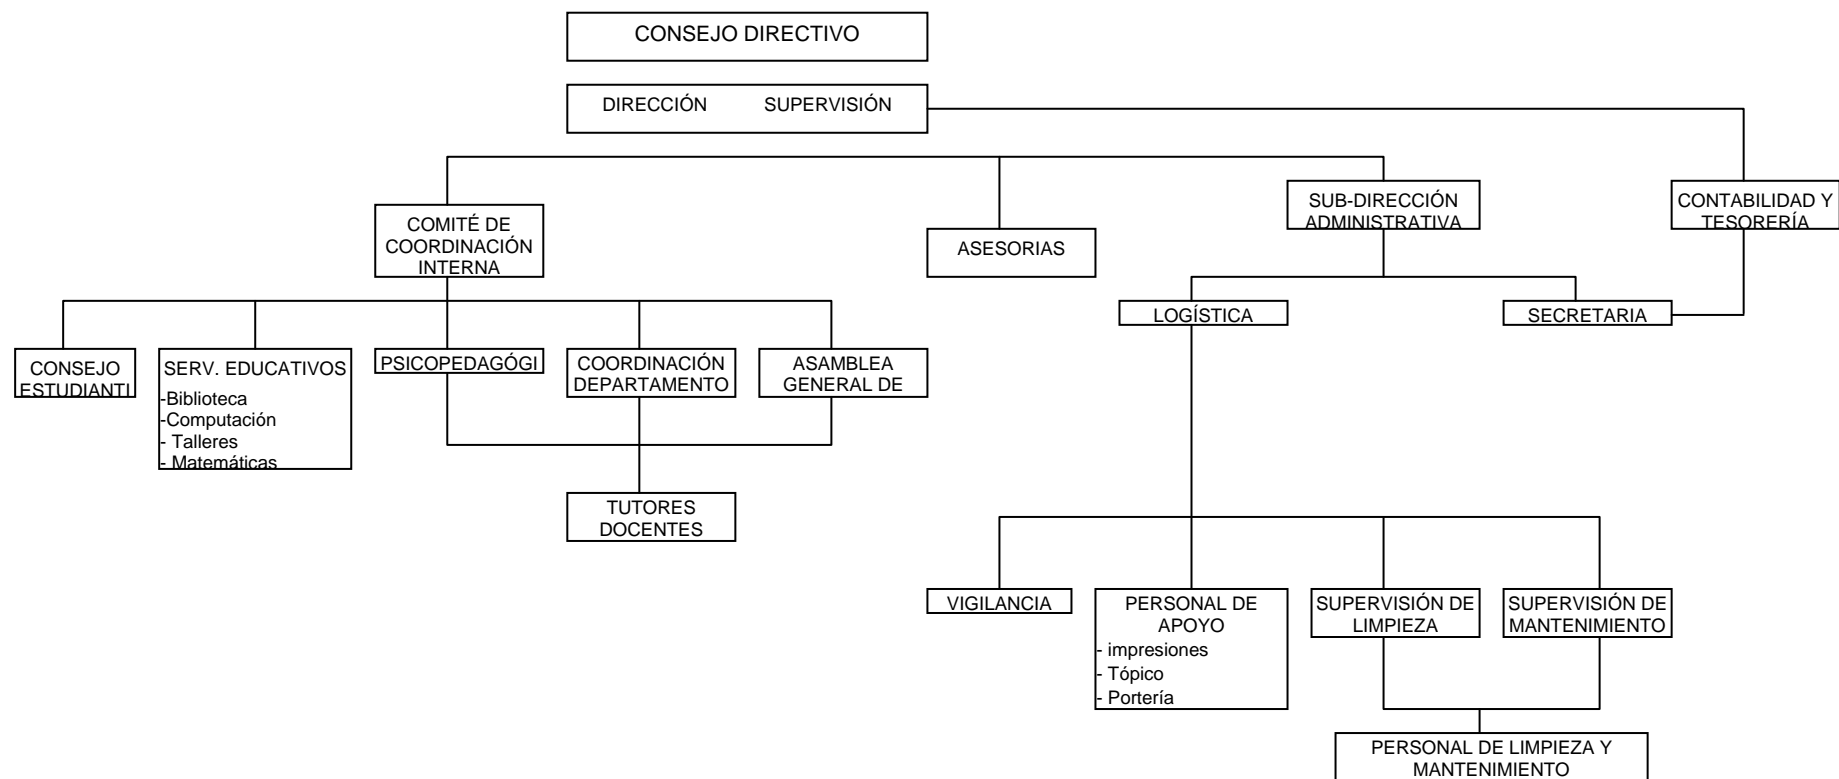 CONSEJO DIRECTIVO
DIRECCIÓN SUPERVISIÓN
COMITÉ DE
COORDINACIÓN
INTERNA
ASESORIAS
SUB-DIRECCIÓN
ADMINISTRATIVA
CONTABILIDAD Y
TESORERÍA
LOGÍSTICA
SECRETARIA
CONSEJO
ESTUDIANTI
SERV. EDUCATIVOS
-Biblioteca
-Computación
- Talleres
- Matemáticas
PSICOPEDAGÓGI
COORDINACIÓN
DEPARTAMENTO
ASAMBLEA
GENERAL DE
TUTORES
DOCENTES
VIGILANCIA
PERSONAL DE
APOYO
- impresiones
- Tópico
- Portería
SUPERVISIÓN DE
LIMPIEZA
SUPERVISIÓN DE
MANTENIMIENTO
PERSONAL DE LIMPIEZA Y
MANTENIMIENTO